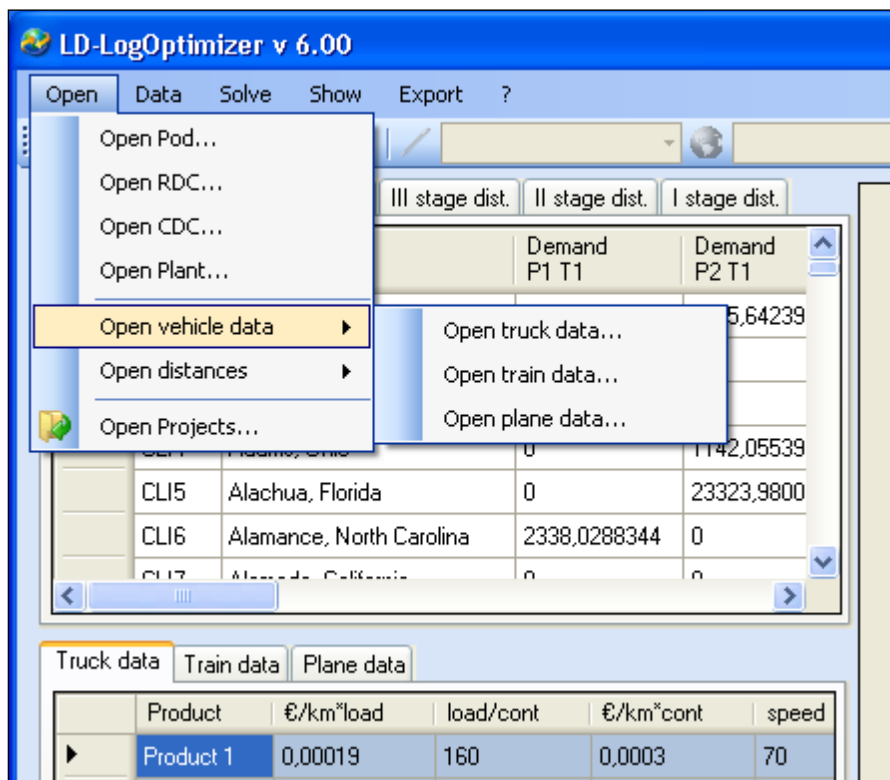 LD-LogOptimizer v 6.00
Open Data Solve Show Export ?
Open Pod...
Open RDC...
Open CDC...
Open Plant...
Open vehicle data
Open distances
Open Projects...
Open truck data...
Open train data...
Open plane data...
III stage dist. II stage dist. I stage dist.
Demand P1 T1 Demand P2 T1
5,64239
0 1142,05539
CLI5 Alachua, Florida 0 23323,9800
CLI6 Alamance, North Carolina 2338,0288344 0
Truck data Train data Plane data
Product €/km*load load/cont €/km*cont speed
Product 1 0,00019 160 0,0003 70